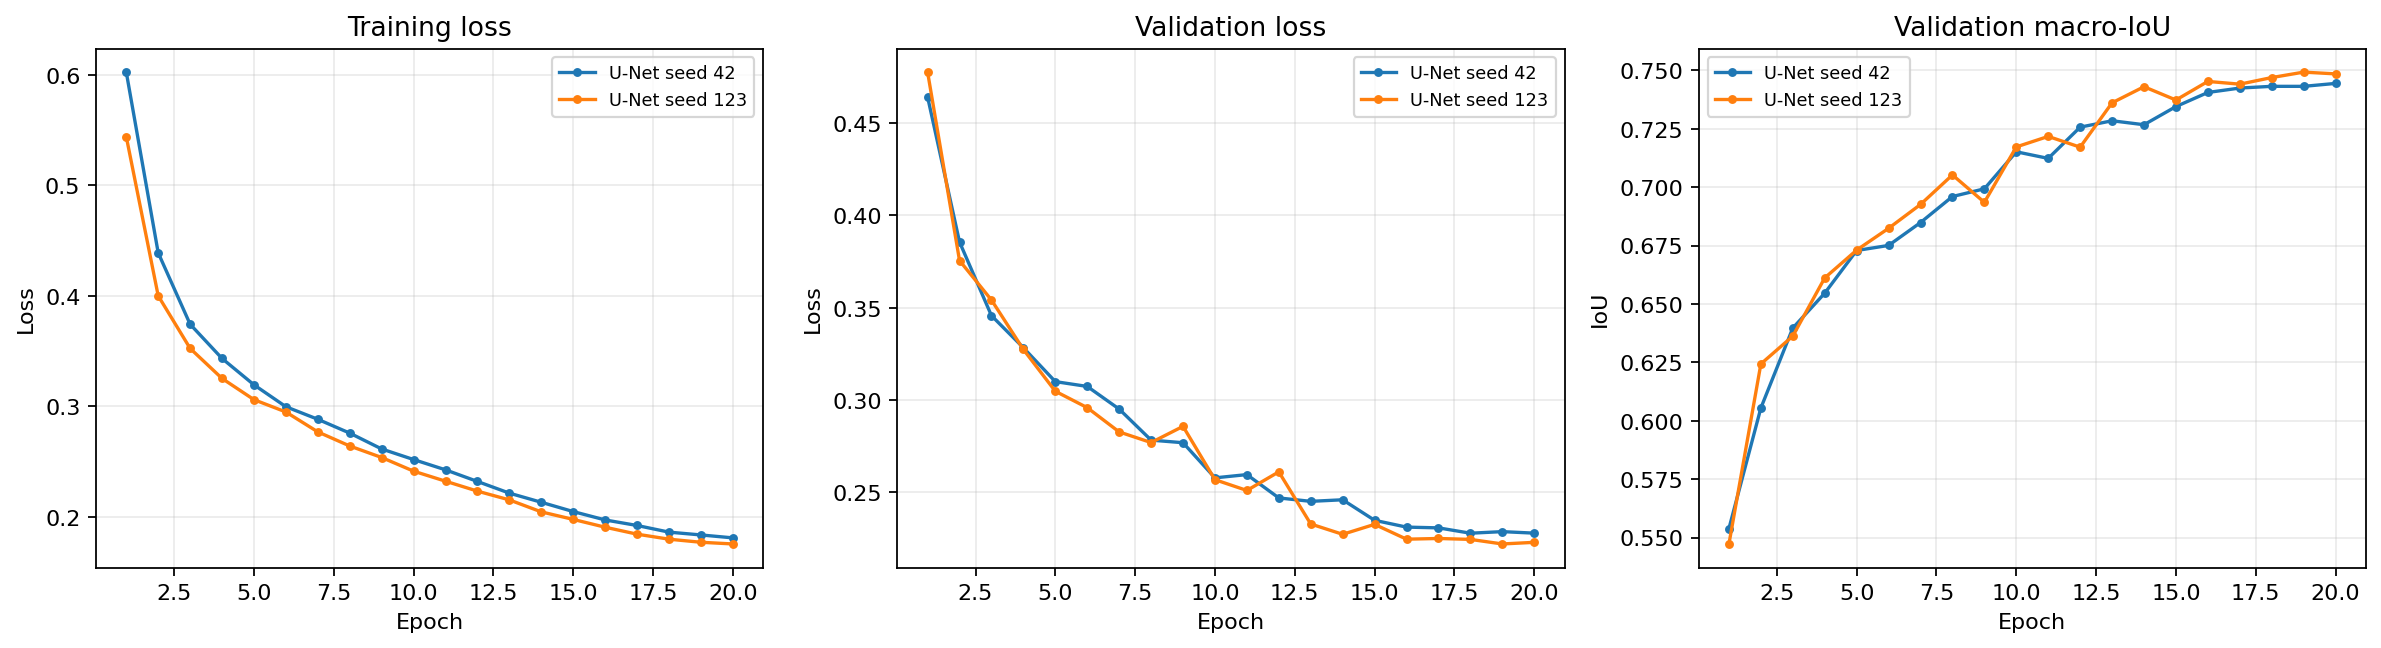 Training loss
Loss
0.6
0.5
0.4
0.3
0.2
U-Net seed 42
U-Net seed 123
2.5 5.0 7.5 10.0 12.5 15.0 17.5 20.0
Epoch
Validation loss
Loss
0.45
0.40
0.35
0.30
0.25
U-Net seed 42
U-Net seed 123
2.5 5.0 7.5 10.0 12.5 15.0 17.5 20.0
Epoch
Validation macro-IoU
IoU
0.750
0.725
0.700
0.675
0.650
0.625
0.600
0.575
0.550
U-Net seed 42
U-Net seed 123
2.5 5.0 7.5 10.0 12.5 15.0 17.5 20.0
Epoch